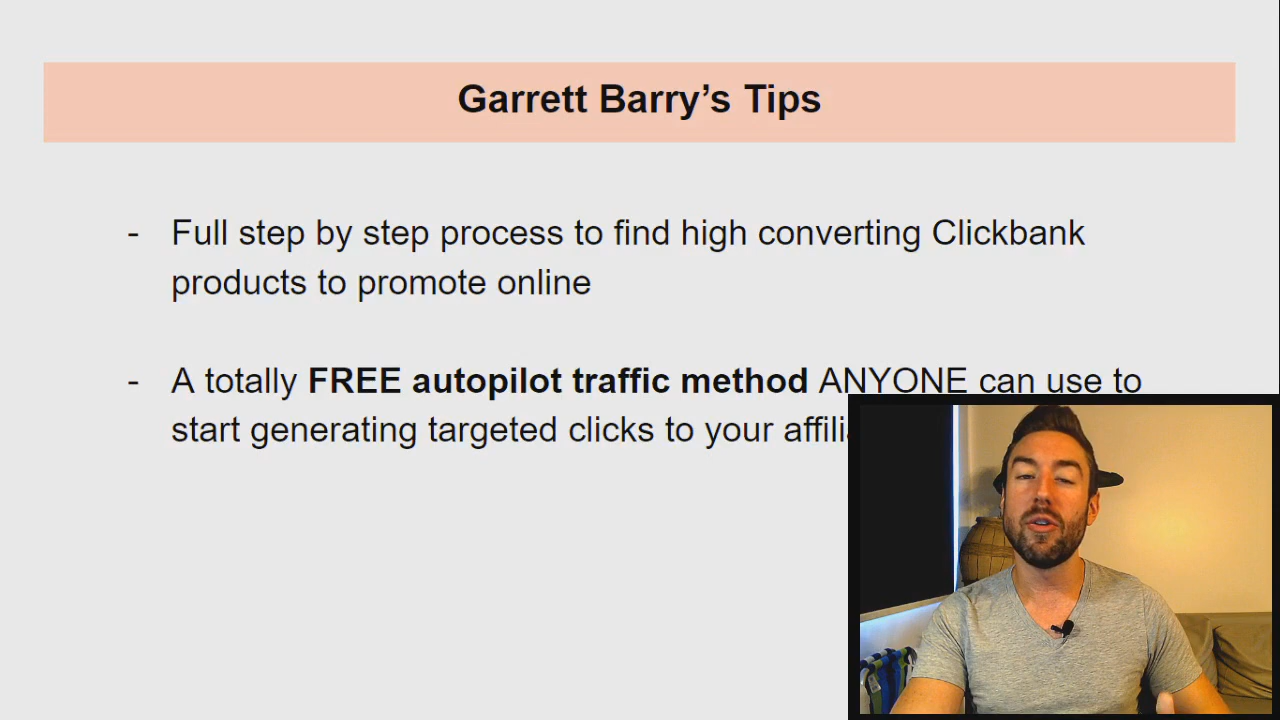 Garrett Barry’s Tips
- Full step by step process to find high converting Clickbank
products to promote online
- A totally FREE autopilot traffic method ANYONE can use to
start generating targeted clicks to your